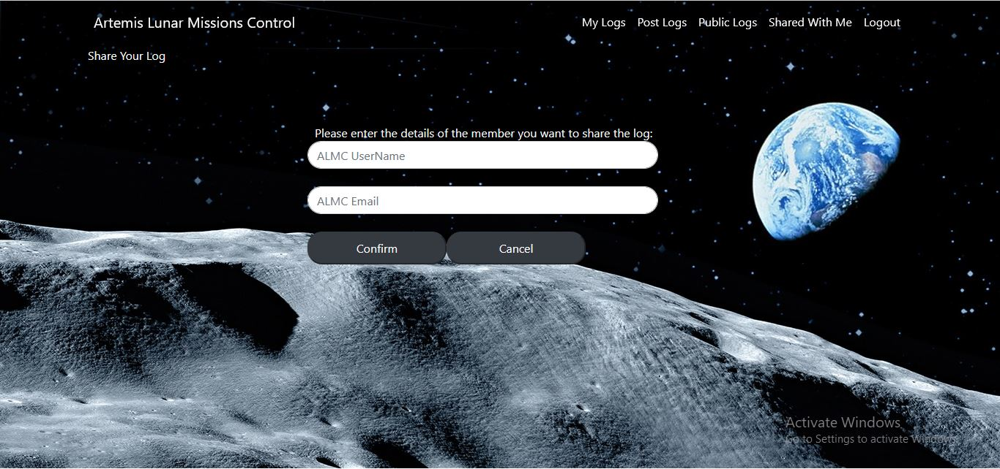 Artemis Lunar Missions Control
My Logs Post Logs Public Logs Shared With Me Logout
Share Your Log
Please enter the details of the member you want to share the log:
ALMC UserName
ALMC Email
Confirm Cancel
Activate Windows
Go to Settings to activate Windows.